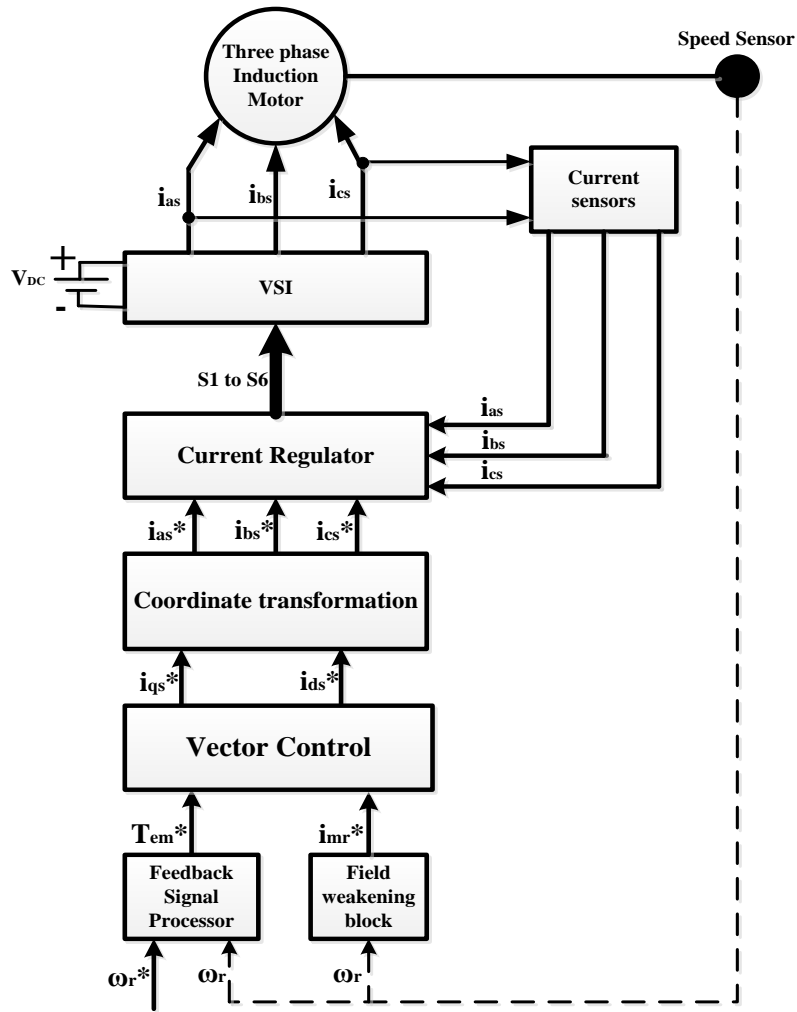 Three phase
Induction
Motor
Speed Sensor
Current
sensors
ias
ibs
ics
+
VDC
-
VSI
S1 to S6
ias
ibs
ics
Current Regulator
ias*
ibs*
ics*
Coordinate transformation
iqs*
ids*
Vector Control
Tem*
imr*
Feedback
Signal
Processor
Field
weakening
block
ωr*
ωr
ωr